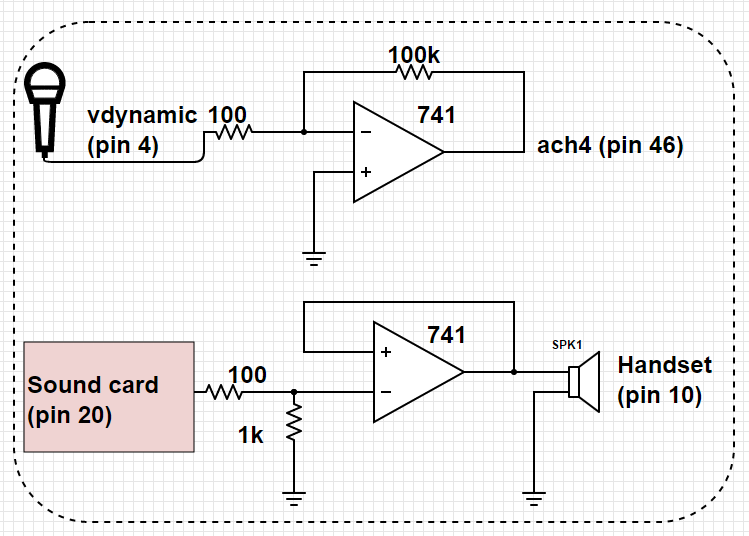 100k
vdynamic 100
(pin 4)
741
−
+
ach4 (pin 46)
741
+
−
SPK1
Handset
(pin 10)
Sound card
(pin 20)
100
1k